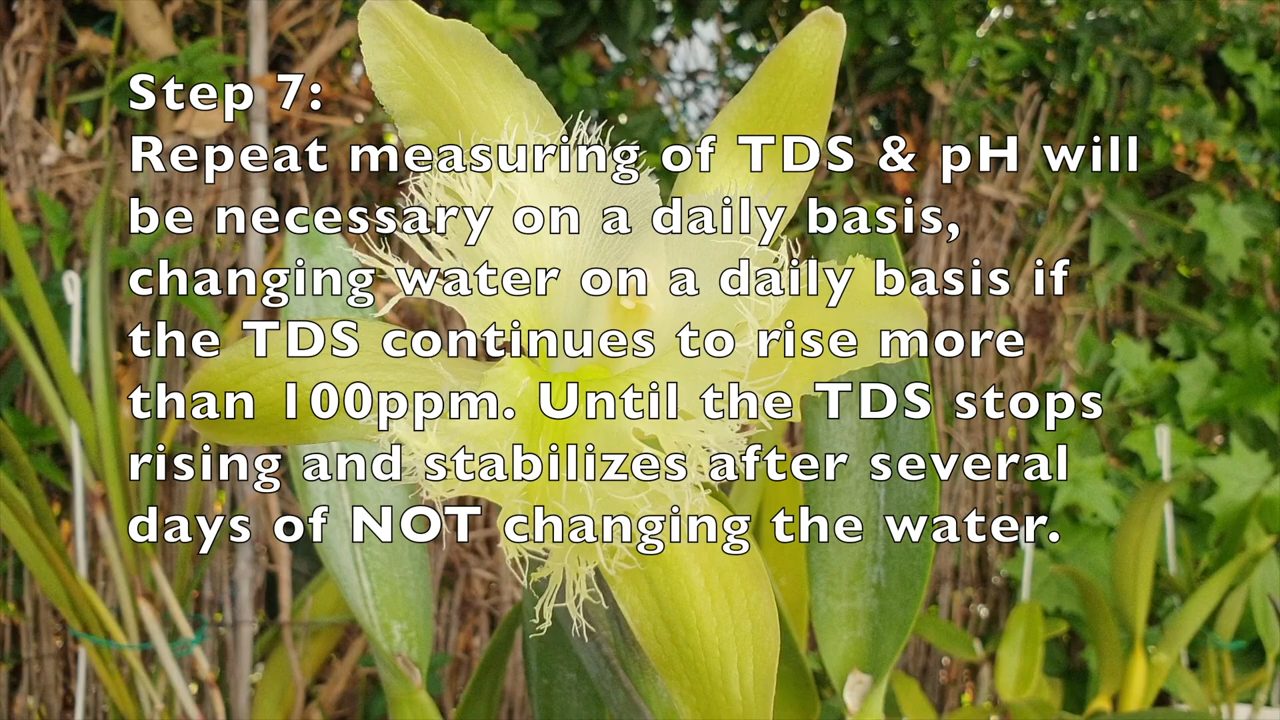 Step 7:
Repeat measuring of TDS & pH will
be necessary on a daily basis,
changing water on a daily basis if
the TDS continues to rise more
than 100ppm. Until the TDS stops
rising and stabilizes after several
days of NOT changing the water.